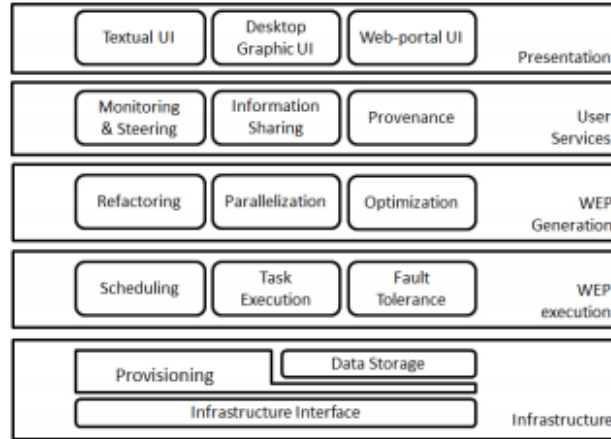 Textual UI
Desktop
Graphic UI
Web-portal UI
Presentation
Monitoring
& Steering
Information
Sharing
Provenance
User
Services
Refactoring
Parallelization
Optimization
WEP
Generation
Scheduling
Task
Execution
Fault
Tolerance
WEP
execution
Provisioning
Data Storage
Infrastructure Interface
Infrastructure